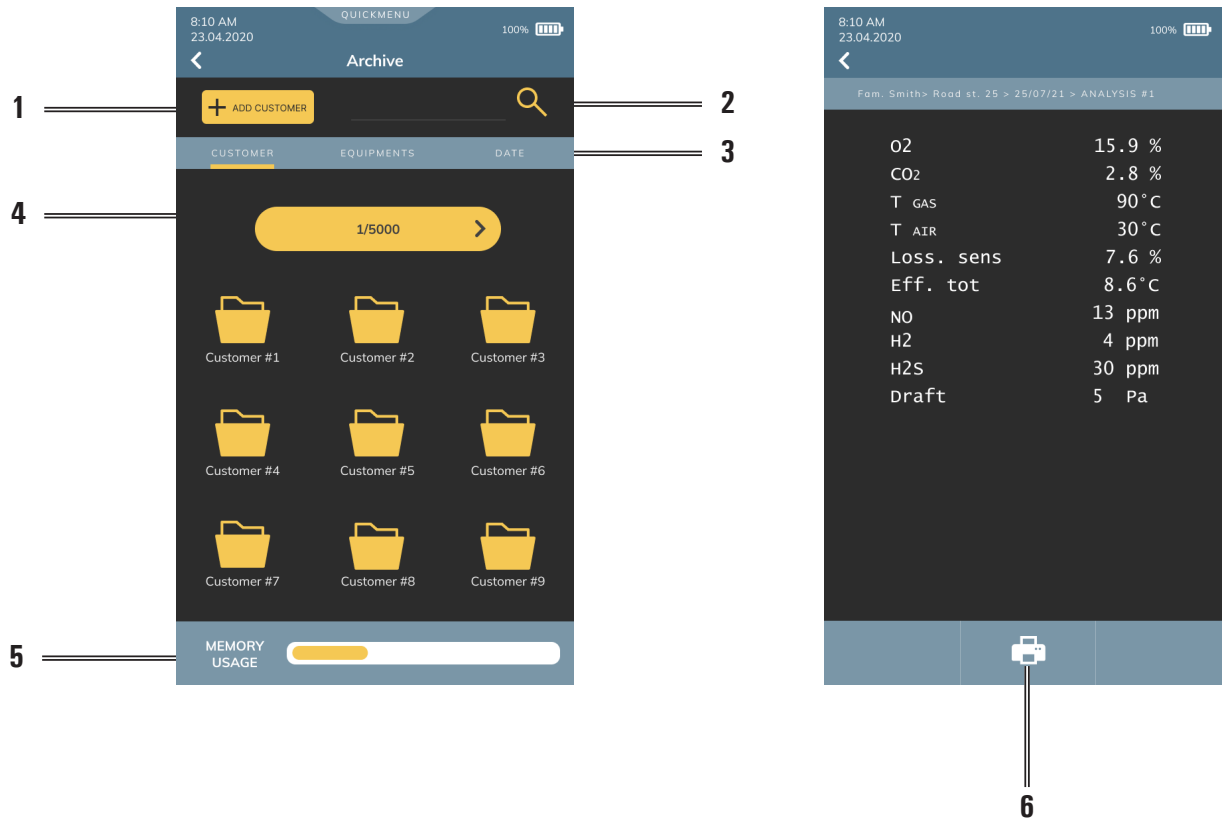 QUICKMENU
8:10 AM
23.04.2020
100%
Archive
1
ADD CUSTOMER
2
CUSTOMER EQUIPMENTS DATE
3
4
1/5000
Customer #1 Customer #2 Customer #3
Customer #4 Customer #5 Customer #6
Customer #7 Customer #8 Customer #9
5
MEMORY
USAGE
8:10 AM
23.04.2020
100%
Fam. Smith> Road st. 25 > 25/07/21 > ANALYSIS #1
O2 15.9 %
CO2 2.8 %
T GAS 90°C
T AIR 30°C
Loss. sens 7.6 %
Eff. tot 8.6°C
NO 13 ppm
H2 4 ppm
H2S 30 ppm
Draft 5 Pa
6